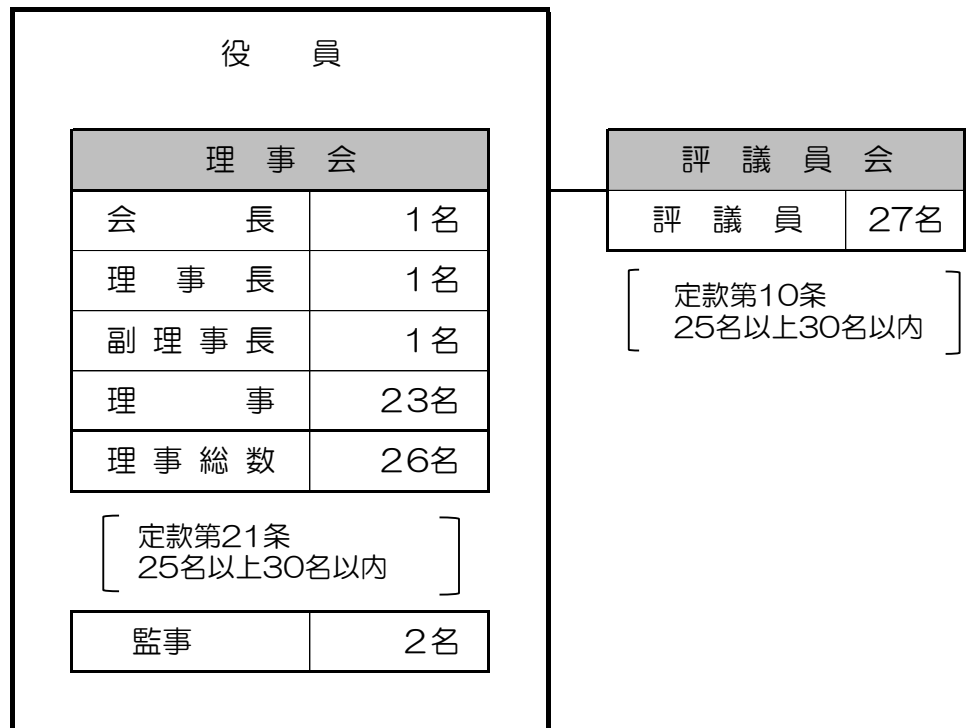 役員
理事会
会長 1名
理事長 1名
副理事長 1名
理事 23名
理事総数 26名
定款第21条
25名以上30名以内
監事 2名
評議員会
評議員 27名
定款第10条
25名以上30名以内